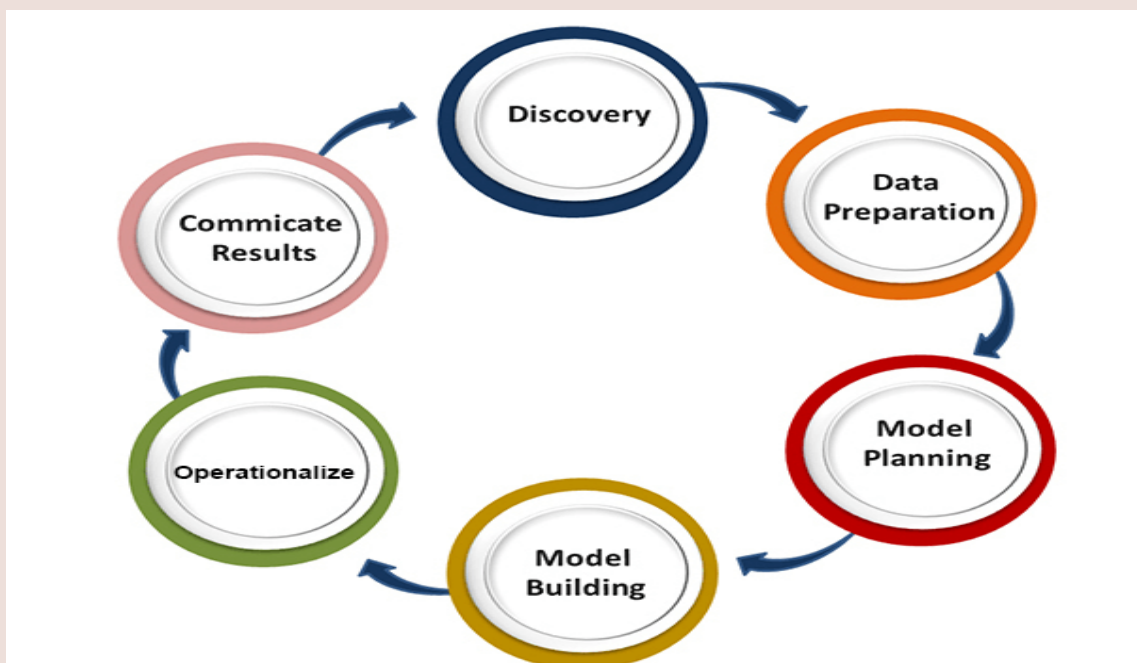 Discovery
Data
Preparation
Model
Planning
Model
Building
Operationalize
Commicate
Results